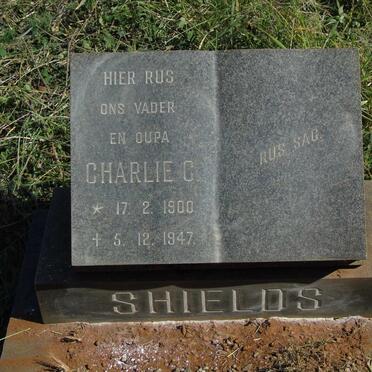 HIER RUS
ONS VADER
EN OUPA
CHARLIE C.
* 17. 2. 1900
+ 5. 12. 1947.
RUS SAG.
SHIELDS